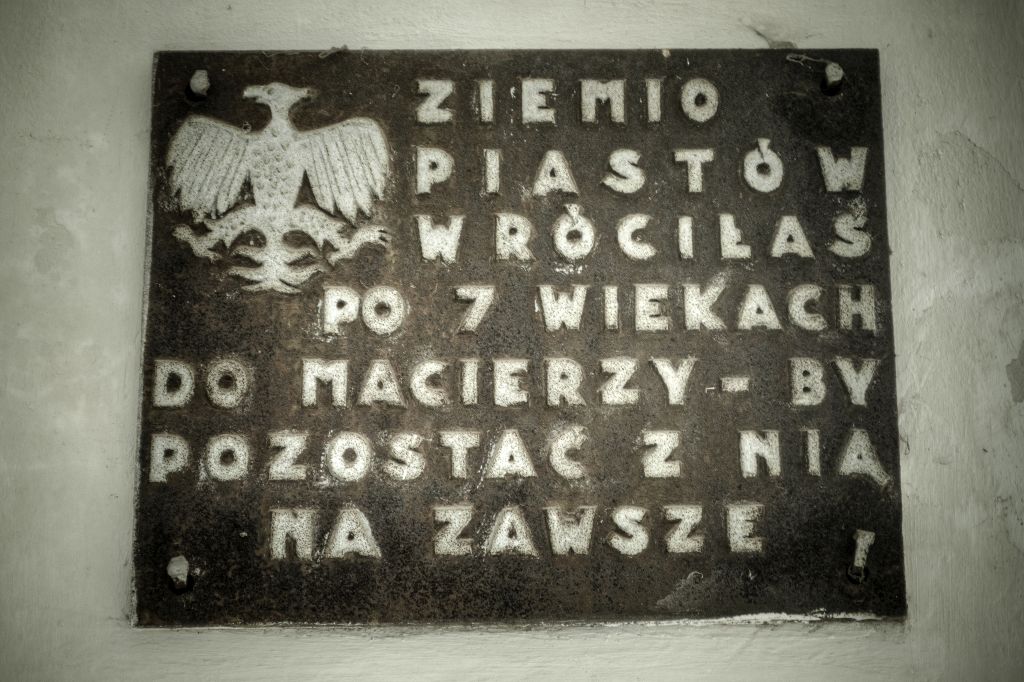 ZIEMIO
PIASTÓW
WRÓCIŁAŚ
PO 7 WIEKACH
DO MACIERZY - BY
POZOSTAĆ Z NIĄ
NA ZAWSZE